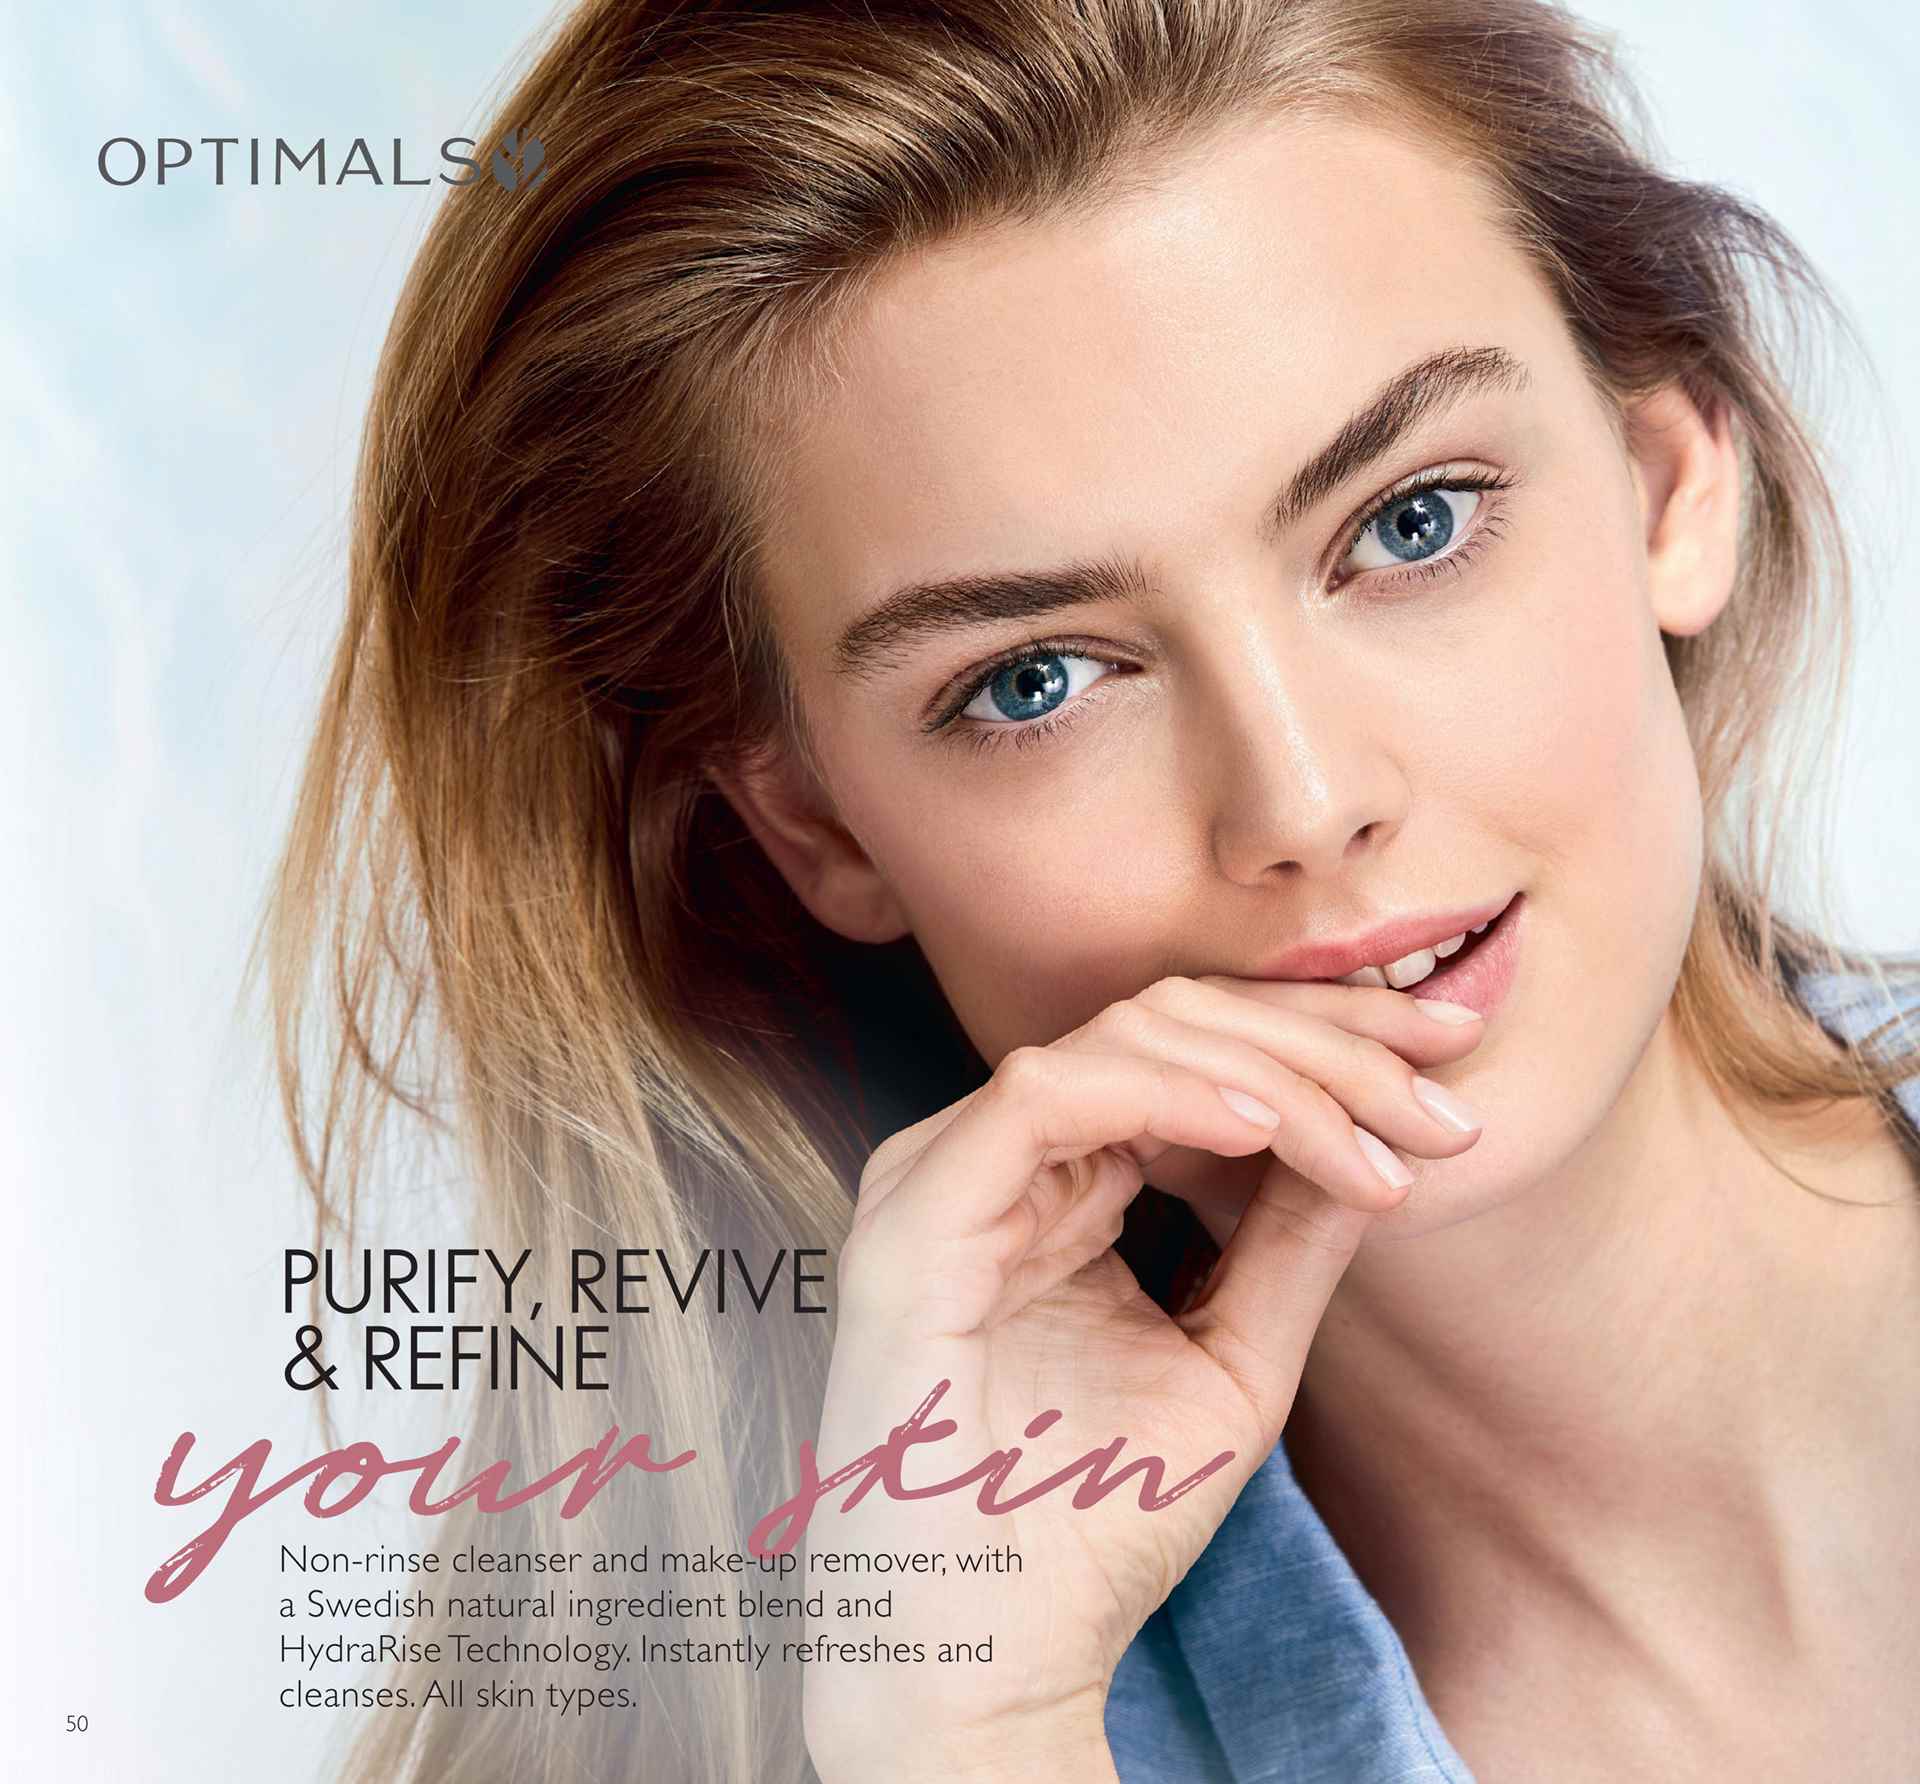 OPTIMALS
PURIFY, REVIVE
& REFINE
your skin
Non-rinse cleanser and make-up remover, with
a Swedish natural ingredient blend and
HydraRise Technology. Instantly refreshes and
cleanses. All skin types.
50